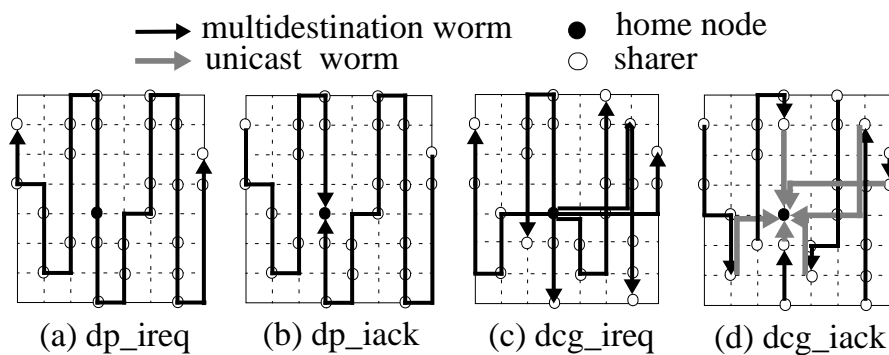 multidestination worm
home node
unicast worm
sharer
(a) dp_ireq
(b) dp_iack
(c) dcg_ireq
(d) dcg_iack